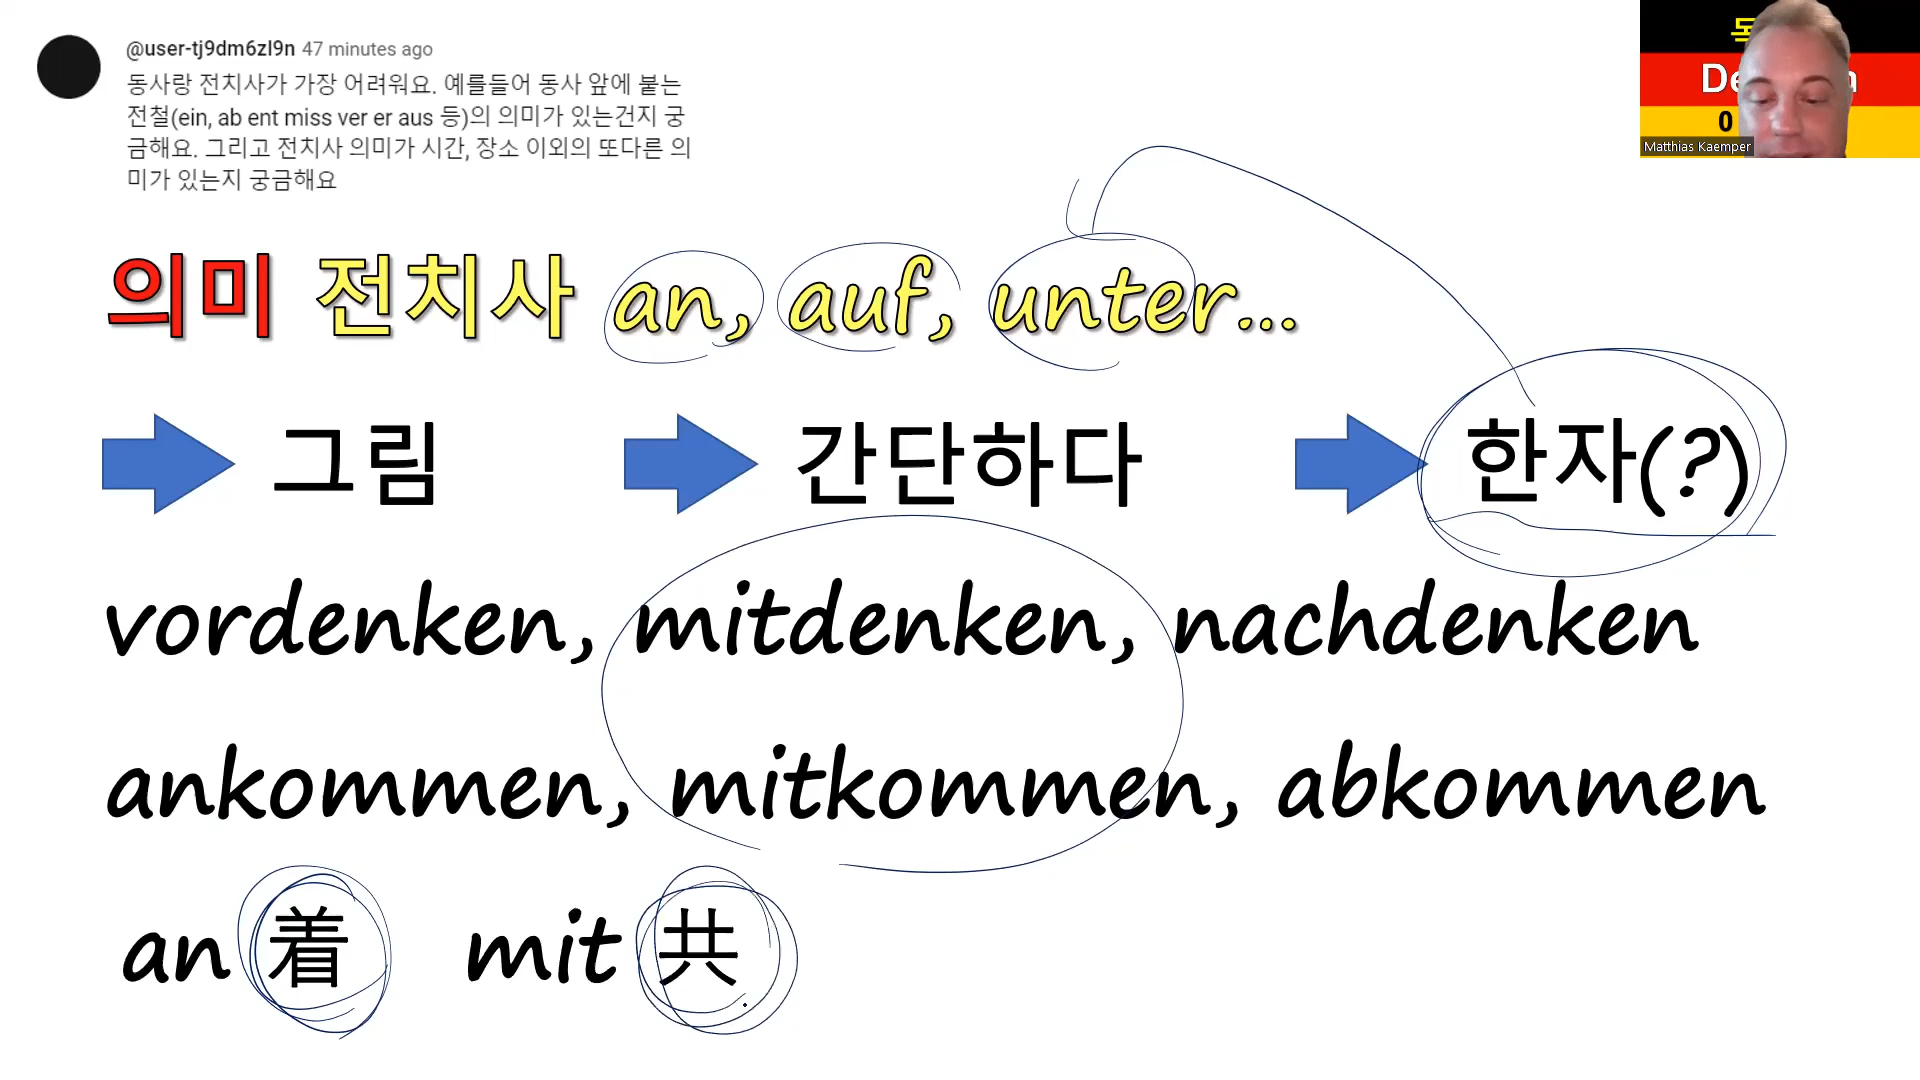 @user-tj9dm6zl9n 47 minutes ago
동사랑 전치사가 가장 어려워요. 예를들어 동사 앞에 붙는
전철(ein, ab ent miss ver er aus 등)의 의미가 있는건지 궁
금해요. 그리고 전치사 의미가 시간, 장소 이외의 또다른 의
미가 있는지 궁금해요
Matthias Kaemper
의미 전치사 an, auf, unter...
그림 간단하다 한자(?)
vordenken, mitdenken, nachdenken
ankommen, mitkommen, abkommen
an 着 mit 共